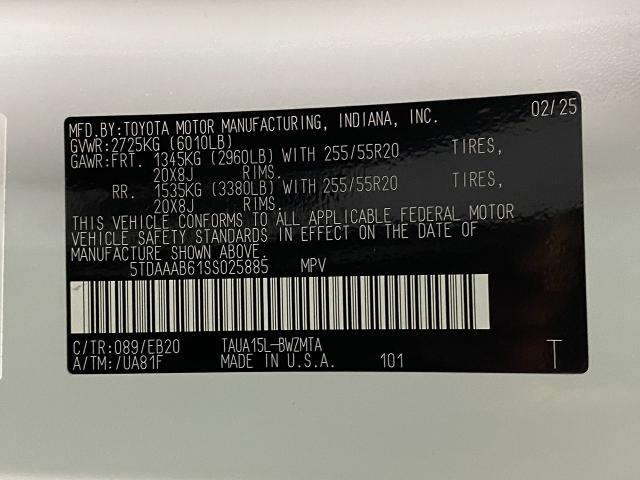 MFD.BY:TOYOTA MOTOR MANUFACTURING, INDIANA, INC. 02/25
GVWR:2725KG (6010LB)
GAWR:FRT. 1345KG (2960LB) WITH 255/55R20 TIRES,
20X8J RIMS.
RR. 1535KG (3380LB) WITH 255/55R20 TIRES,
20X8J RIMS.
THIS VEHICLE CONFORMS TO ALL APPLICABLE FEDERAL MOTOR
VEHICLE SAFETY STANDARDS IN EFFECT ON THE DATE OF
MANUFACTURE SHOWN ABOVE.
5TDAAAB61SS025885 MPV
C/TR:089/EB20 TAUA15L-BWZMTA
A/TM:/UA81F MADE IN U.S.A. 101 T